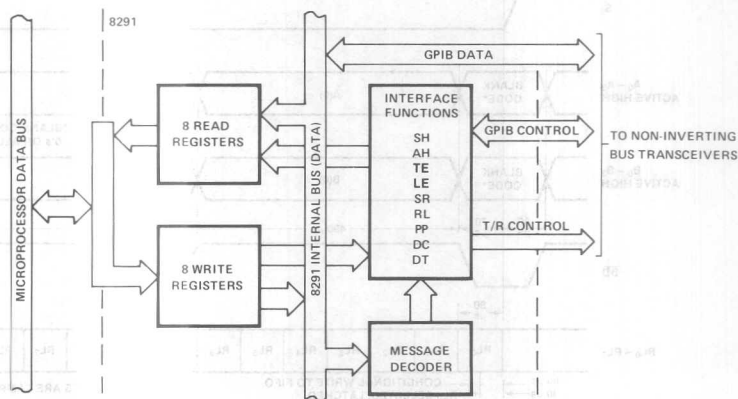 8291
GPIB DATA
8 READ
REGISTERS
INTERFACE
FUNCTIONS
SH
AH
TE
LE
SR
RL
PP
DC
DT
GPIB CONTROL
TO NON-INVERTING
BUS TRANSCEIVERS
T/R CONTROL
MICROPROCESSOR DATA BUS
8291 INTERNAL BUS (DATA)
8 WRITE
REGISTERS
MESSAGE
DECODER